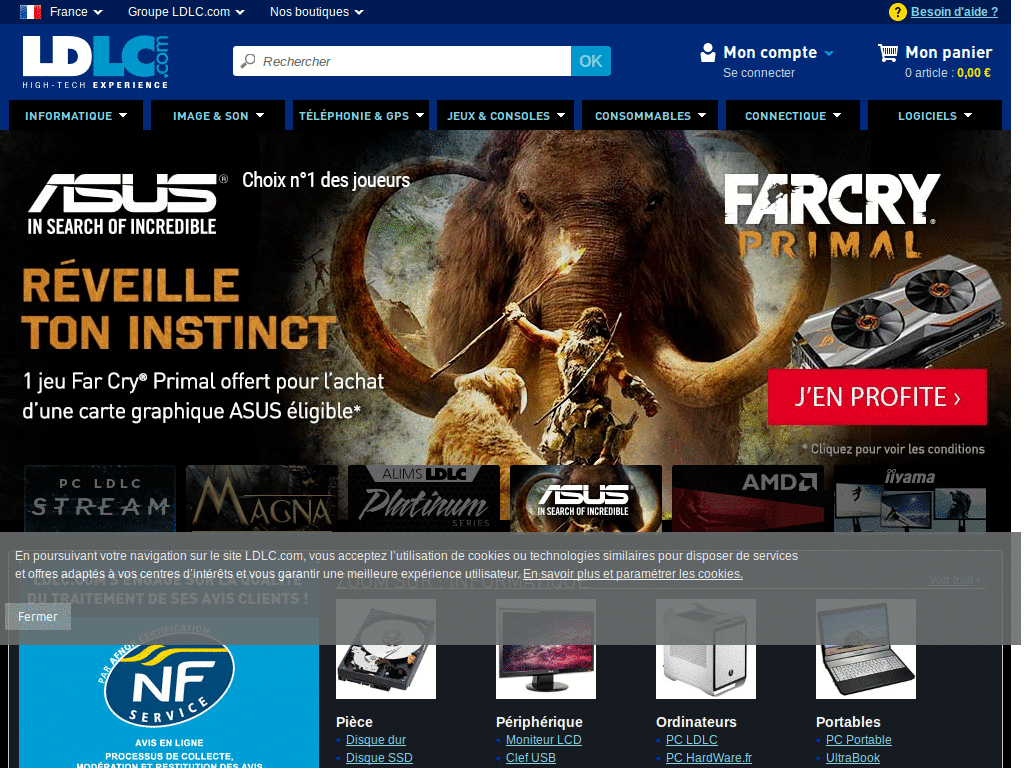 France
Groupe LDLC.com
Nos boutiques
? Besoin d'aide ?
LDLC.com
HIGH-TECH EXPERIENCE
Rechercher
OK
Mon compte
Se connecter
Mon panier
0 article : 0,00 €
INFORMATIQUE
IMAGE & SON
TÉLÉPHONIE & GPS
JEUX & CONSOLES
CONSOMMABLES
CONNECTIQUE
LOGICIELS
ASUS®
IN SEARCH OF INCREDIBLE
Choix n°1 des joueurs
FARCRY®
PRIMAL
RÉVEILLE
TON INSTINCT
1 jeu Far Cry® Primal offert pour l'achat
d'une carte graphique ASUS éligible*
J'EN PROFITE ›
* Cliquez pour voir les conditions
PC LDLC
STREAM
MAGNA
ALIMS LDLC
Platinum
SERIES
ASUS
IN SEARCH OF INCREDIBLE
AMD
iiyama
En poursuivant votre navigation sur le site LDLC.com, vous acceptez l'utilisation de cookies ou technologies similaires pour disposer de services
et offres adaptés à vos centres d'intérêts et vous garantir une meilleure expérience utilisateur. En savoir plus et paramétrer les cookies.
LDLC.COM S'ENGAGE SUR LA QUALITÉ
DU TRAITEMENT DE SES AVIS CLIENTS !
ZOOM SUR L'INFORMATIQUE
Voir tout ›
Fermer
PAR AFNOR CERTIFICATION
NF
SERVICE
AVIS EN LIGNE
PROCESSUS DE COLLECTE,
MODÉRATION ET RESTITUTION DES AVIS
Pièce
Disque dur
Disque SSD
Périphérique
Moniteur LCD
Clef USB
Ordinateurs
PC LDLC
PC HardWare.fr
Portables
PC Portable
UltraBook